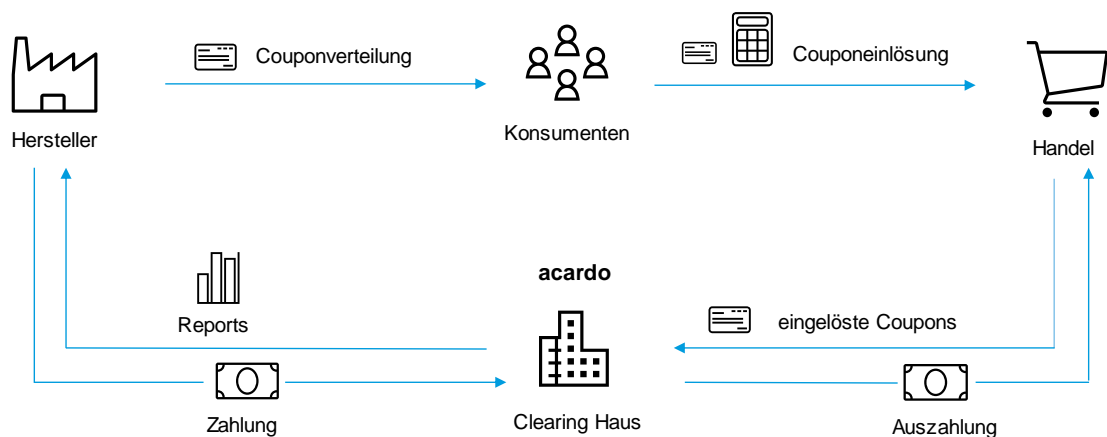 Couponverteilung
Couponeinlösung
Hersteller
Konsumenten
Handel
acardo
Reports
eingelöste Coupons
Zahlung
Clearing Haus
Auszahlung